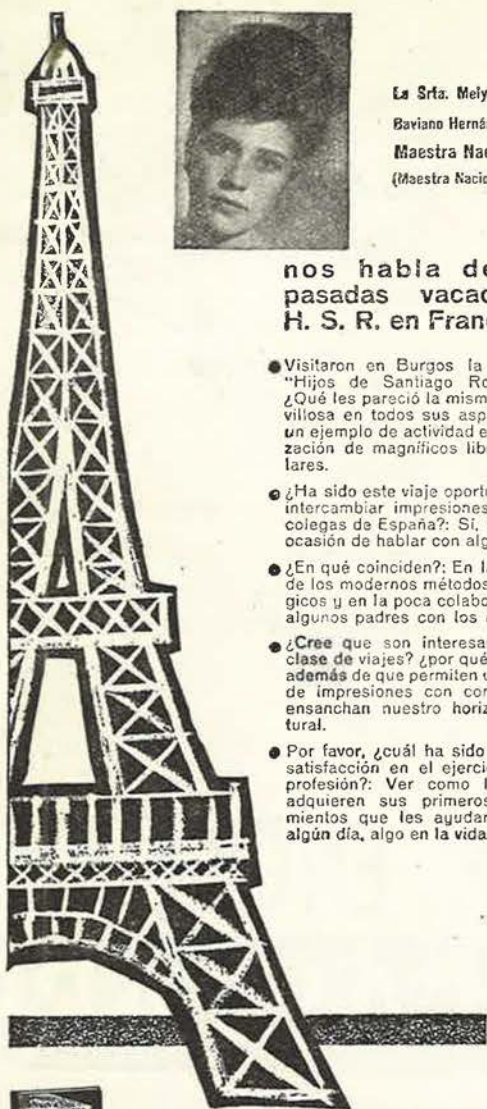 La Srta. Mely
Baviano Herná
Maestra Nac
(Maestra Nacio
nos habla de
pasadas vacac
H. S. R. en Fran
● Visitaron en Burgos la
"Hijos de Santiago Ro
¿Qué les pareció la mism
villosa en todos sus asp
un ejemplo de actividad e
zación de magníficos lib
lares.
● ¿Ha sido este viaje oport
intercambiar impresiones
colegas de España?: Sí,
ocasión de hablar con alg
● ¿En qué coinciden?: En l
de los modernos métodos
gicos y en la poca colabo
algunos padres con los
● ¿Cree que son interesa
clase de viajes? ¿por qué
además de que permiten
de impresiones con co
ensanchan nuestro horiz
tural.
● Por favor, ¿cuál ha sido
satisfacción en el ejerci
profesión?: Ver como l
adquieren sus primeros
mientos que les ayudar
algún día, algo en la vida